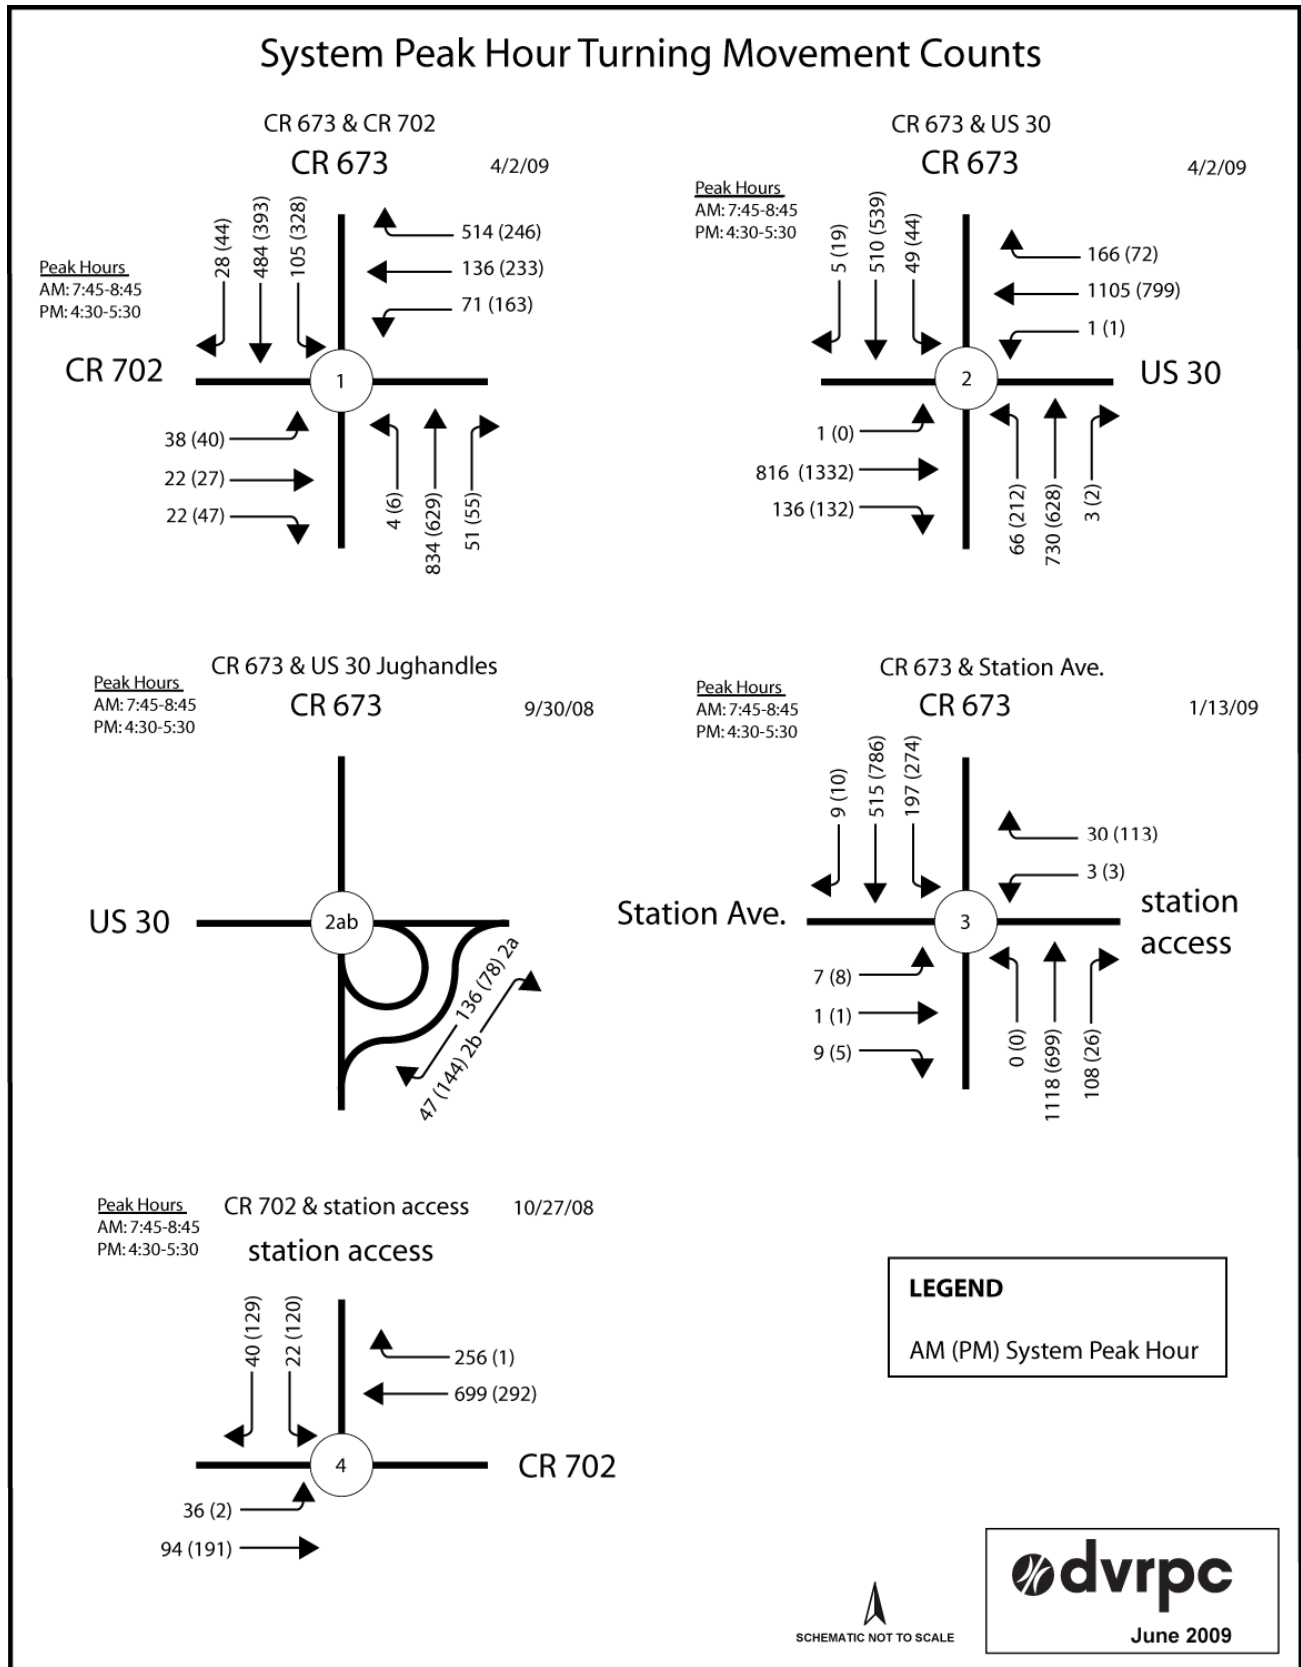 System Peak Hour Turning Movement Counts
CR 673 & CR 702
CR 673
4/2/09
Peak Hours
AM: 7:45-8:45
PM: 4:30-5:30
28 (44)
484 (393)
105 (328)
514 (246)
136 (233)
71 (163)
CR 702
1
38 (40)
22 (27)
22 (47)
4 (6)
834 (629)
51 (55)
CR 673 & US 30
CR 673
4/2/09
Peak Hours
AM: 7:45-8:45
PM: 4:30-5:30
5 (19)
510 (539)
49 (44)
166 (72)
1105 (799)
1 (1)
2
US 30
1 (0)
816 (1332)
136 (132)
66 (212)
730 (628)
3 (2)
CR 673 & US 30 Jughandles
CR 673
9/30/08
Peak Hours
AM: 7:45-8:45
PM: 4:30-5:30
US 30
2ab
136 (78) 2a
47 (144) 2b
CR 673 & Station Ave.
CR 673
1/13/09
Peak Hours
AM: 7:45-8:45
PM: 4:30-5:30
9 (10)
515 (786)
197 (274)
30 (113)
3 (3)
Station Ave.
3
station
access
7 (8)
1 (1)
9 (5)
0 (0)
1118 (699)
108 (26)
CR 702 & station access
10/27/08
Peak Hours
AM: 7:45-8:45
PM: 4:30-5:30
station access
40 (129)
22 (120)
256 (1)
699 (292)
4
CR 702
36 (2)
94 (191)
LEGEND
AM (PM) System Peak Hour
SCHEMATIC NOT TO SCALE
dvrpc
June 2009